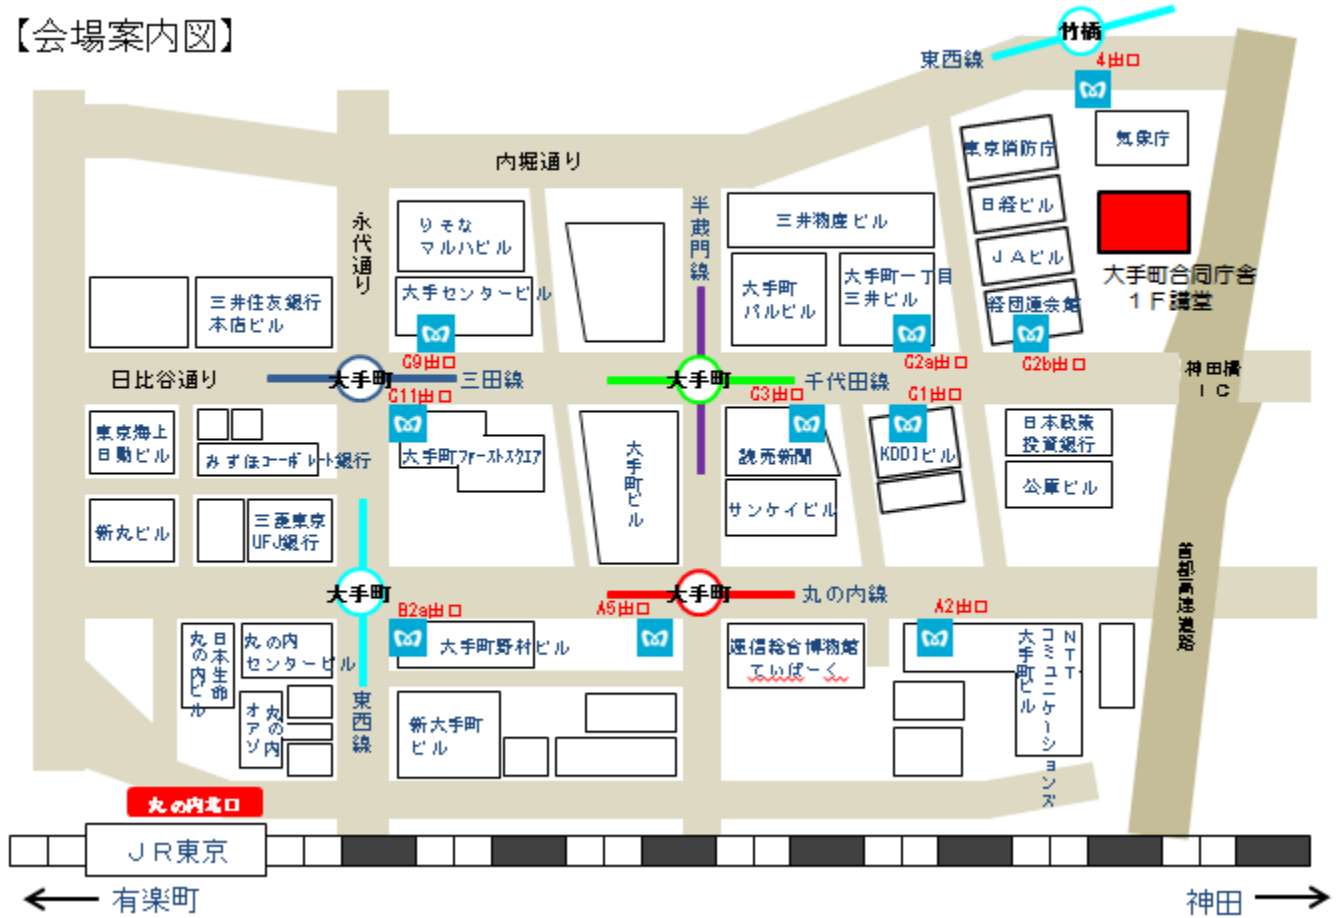 【会場案内図】
竹橋
東西線
4出口
気象庁
東京消防庁
内堀通り
日経ビル
永代通り
りそな
マルハビル
半蔵門線
三井物産ビル
ＪＡビル
大手町合同庁舎
１Ｆ講堂
三井住友銀行
本店ビル
大手センタービル
大手町
パルビル
大手町一丁目
三井ビル
経団連会館
C9出口
C2a出口
C2b出口
日比谷通り
大手町
三田線
大手町
千代田線
神田橋
ＩＣ
C11出口
C3出口
C1出口
東京海上
日動ビル
みずほコーポレート銀行
大手町ファーストスクエア
大手町ビル
読売新聞
KDDIビル
日本政策
投資銀行
サンケイビル
公庫ビル
新丸ビル
三菱東京
UFJ銀行
首都高速道路
大手町
大手町
丸の内線
B2a出口
A5出口
A2出口
日本生命
丸の内ビル
丸の内
センタービル
大手町野村ビル
逓信総合博物館
ていぱーく
NTT
コミュニケーションズ
大手町ビル
丸の内
オアゾ
東西線
新大手町
ビル
丸の内北口
ＪＲ東京
有楽町
神田